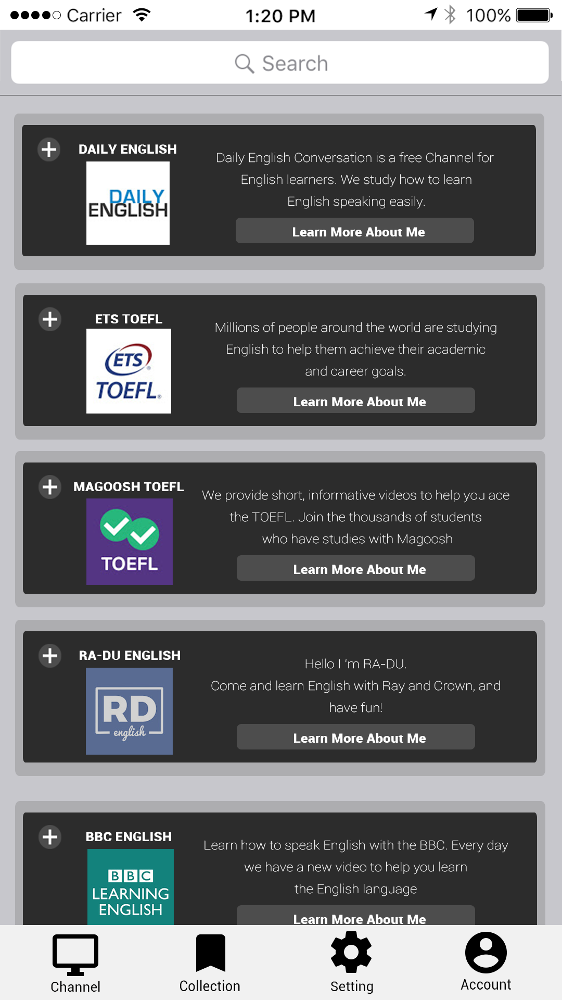 Carrier
1:20 PM
100%
Search
DAILY ENGLISH
DAILY
ENGLISH
Daily English Conversation is a free Channel for
English learners. We study how to learn
English speaking easily.
Learn More About Me
ETS TOEFL
ETS®
TOEFL®
Millions of people around the world are studying
English to help them achieve their academic
and career goals.
Learn More About Me
MAGOOSH TOEFL
TOEFL
We provide short, informative videos to help you ace
the TOEFL. Join the thousands of students
who have studies with Magoosh
Learn More About Me
RA-DU ENGLISH
RD
english
Hello I ‘m RA-DU.
Come and learn English with Ray and Crown, and
have fun!
Learn More About Me
BBC ENGLISH
BBC
LEARNING
ENGLISH
Learn how to speak English with the BBC. Every day
we have a new video to help you learn
the English language
Learn More About Me
Channel
Collection
Setting
Account